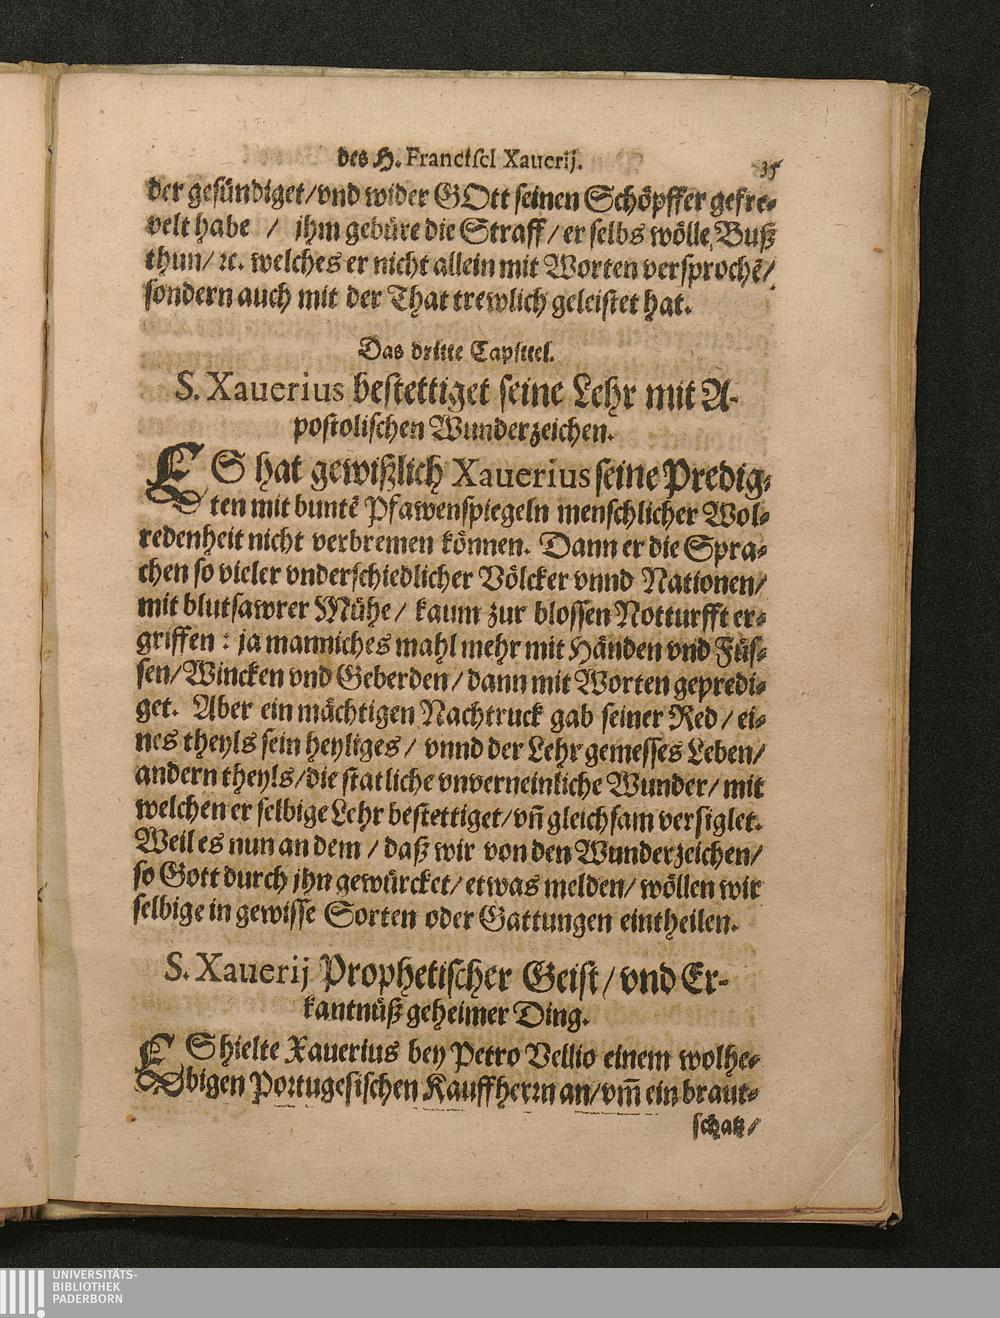 des H. Francisci Xauerij. 35
der gesündiget/vnd wider GOtt seinen Schöpffer gefre-
velt habe / ihm gebüre die Straff/ er selbs wölle Buß
thun/ ꝛc. welches er nicht allein mit Worten versprochẽ/
sondern auch mit der That trewlich geleistet hat.
Das dritte Capittel.
S. Xauerius bestettiget seine Lehr mit A-
postolischen Wunderzeichen.
ES hat gewißlich Xauerius seine Predig-
ten mit buntẽ Pfawenspiegeln menschlicher Wol-
redenheit nicht verbremen können. Dann er die Spra-
chen so vieler vnderschiedlicher Völcker vnnd Nationen/
mit blutsawrer Mühe/ kaum zur blossen Notturfft er-
griffen : ja manniches mahl mehr mit Händen vnd Füs-
sen/Wincken vnd Geberden/ dann mit Worten gepredi-
get. Aber ein mächtigen Nachtruck gab seiner Red/ ei-
nes theyls sein heyliges/ vnnd der Lehr gemesses Leben/
andern theyls/die statliche vnverneinliche Wunder/ mit
welchen er selbige Lehr bestettiget/vñ gleichsam versiglet.
Weil es nun an dem / daß wir von den Wunderzeichen/
so Gott durch ihn gewürcket/ etwas melden/ wöllen wir
selbige in gewisse Sorten oder Gattungen eintheilen.
S. Xauerij Prophetischer Geist/ vnd Er-
kantnüß geheimer Ding.
ES hielte Xauerius bey Petro Vellio einem wolhe-
bigen Portugesischen Kauffherrn an/vm̃ ein braut-
schatz/
UNIVERSITÄTS-
BIBLIOTHEK
PADERBORN